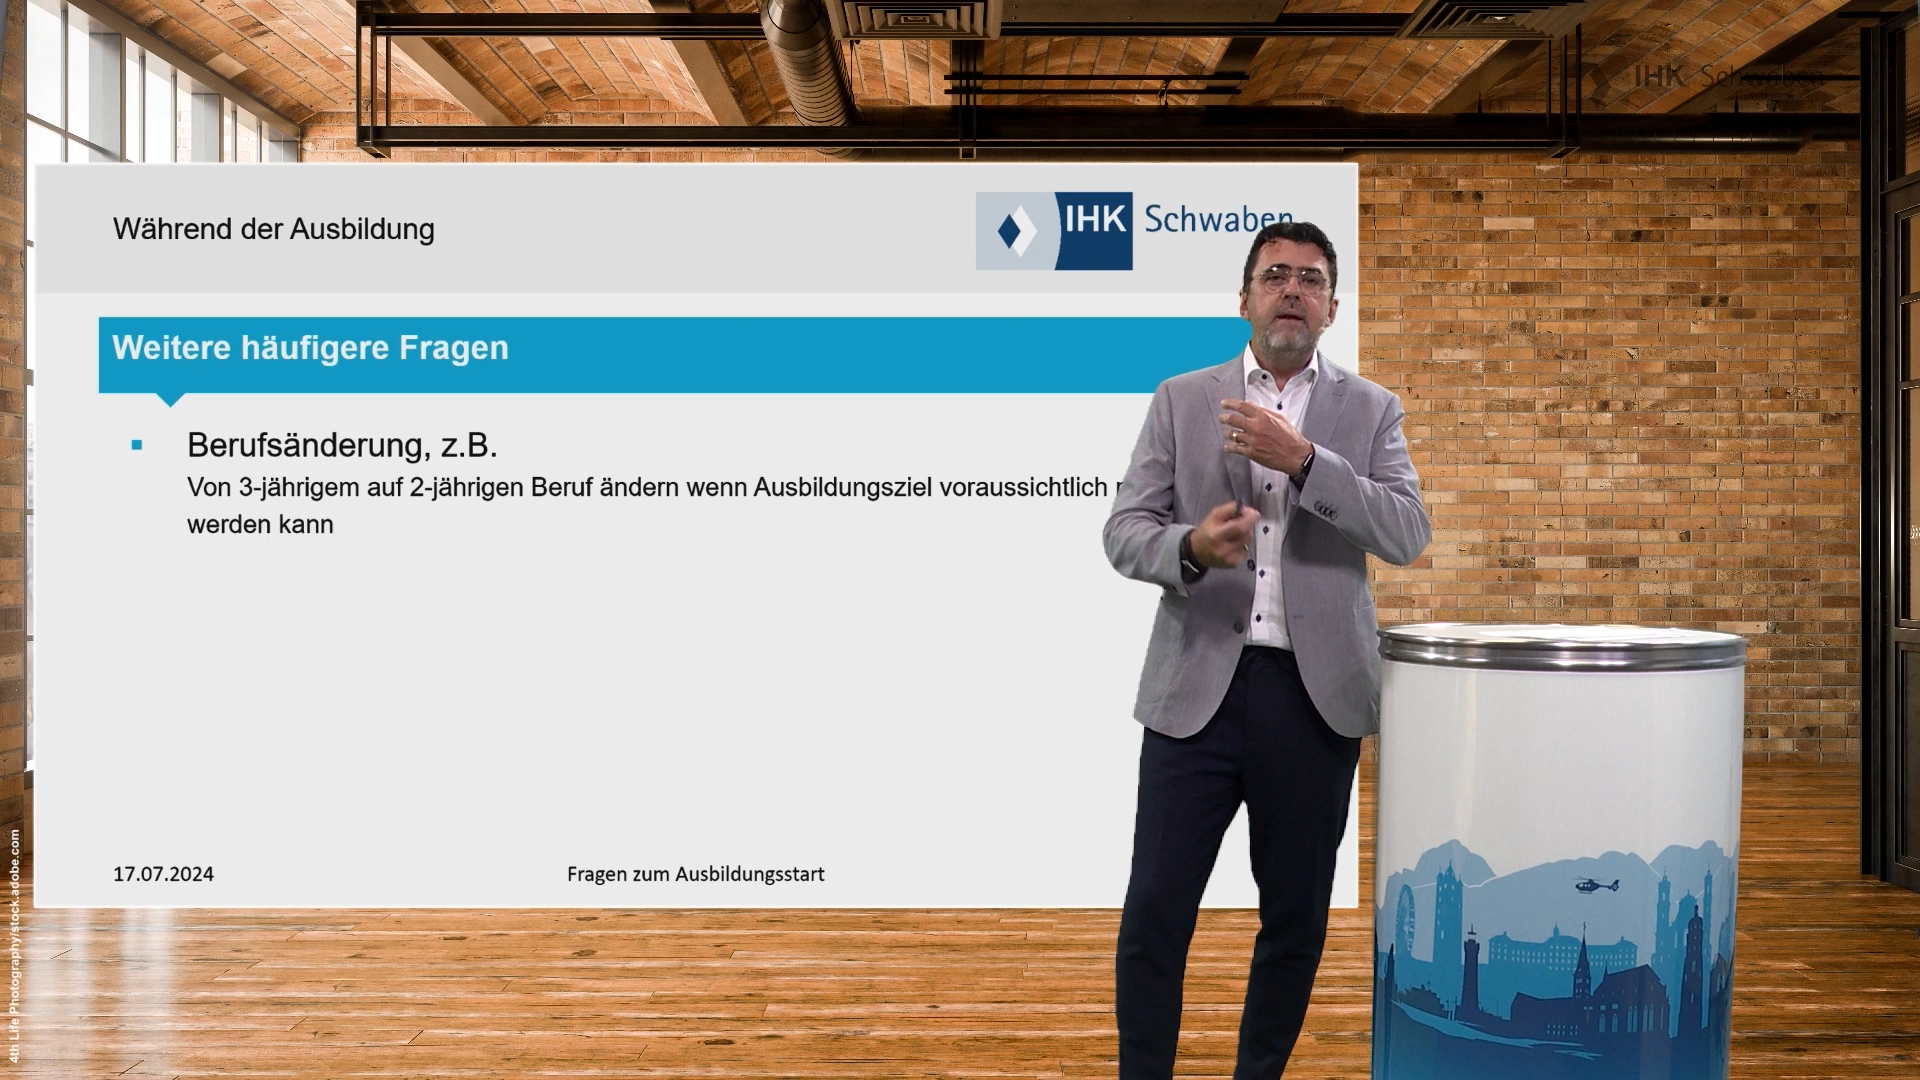 IHK Schwaben
Während der Ausbildung
IHK Schwaben
Weitere häufigere Fragen
Berufsänderung, z.B.
Von 3-jährigem auf 2-jährigen Beruf ändern wenn Ausbildungsziel voraussichtlich
werden kann
17.07.2024
Fragen zum Ausbildungsstart
4th Life Photography/stock.adobe.com